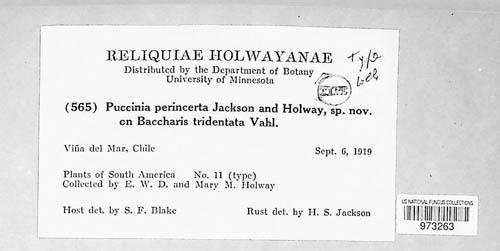 RELIQUIAE HOLWAYANAE
Distributed by the Department of Botany
University of Minnesota
Type
(565) Puccinia perincerta Jackson and Holway, sp. nov.
on Baccharis tridentata Vahl.
Viña del Mar, Chile Sept. 6, 1919
Plants of South America No. 11 (type)
Collected by E. W. D. and Mary M. Holway
Host det. by S. F. Blake Rust det. by H. S. Jackson
US NATIONAL FUNGUS COLLECTIONS
973263